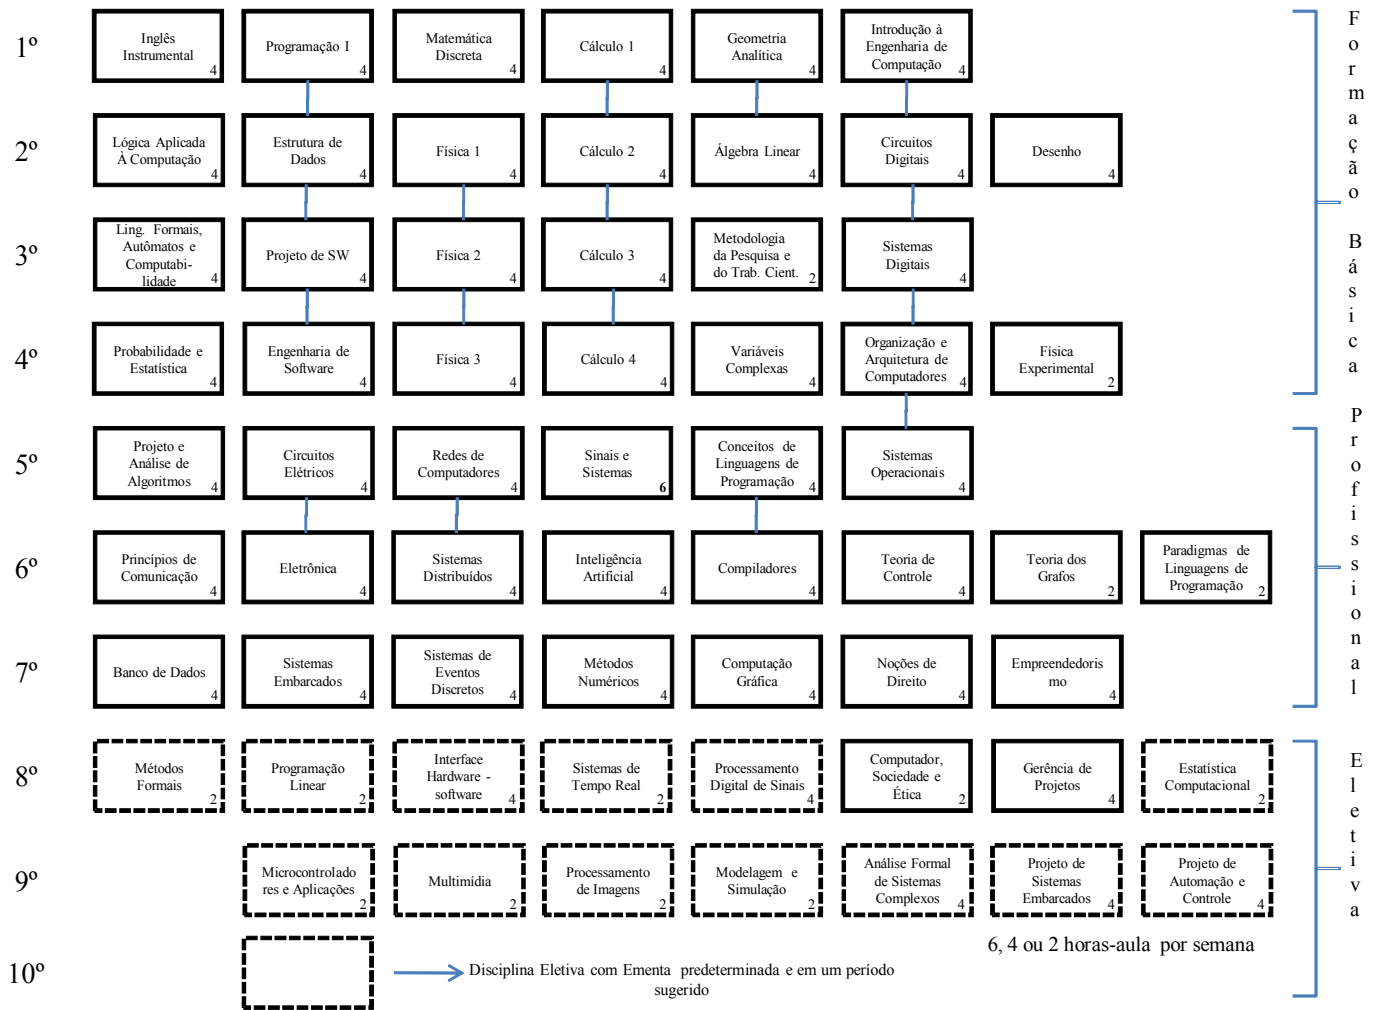 1º
Inglês
Instrumental
4
Programação I
4
Matemática
Discreta
4
Cálculo 1
4
Geometria
Analítica
4
Introdução à
Engenharia de
Computação
4
2º
Lógica Aplicada
À Computação
4
Estrutura de
Dados
4
Física 1
4
Cálculo 2
4
Álgebra Linear
4
Circuitos
Digitais
4
Desenho
4
3º
Ling. Formais,
Autômatos e
Computabi-
lidade
4
Projeto de SW
4
Física 2
4
Cálculo 3
4
Metodologia
da Pesquisa e
do Trab. Cient.
2
Sistemas
Digitais
4
4º
Probabilidade e
Estatística
4
Engenharia de
Software
4
Física 3
4
Cálculo 4
4
Variáveis
Complexas
4
Organização e
Arquitetura de
Computadores
4
Física
Experimental
2
Formação Básica
5º
Projeto e
Análise de
Algoritmos
4
Circuitos
Elétricos
4
Redes de
Computadores
4
Sinais e
Sistemas
6
Conceitos de
Linguagens de
Programação
4
Sistemas
Operacionais
4
6º
Princípios de
Comunicação
4
Eletrônica
4
Sistemas
Distribuídos
4
Inteligência
Artificial
4
Compiladores
4
Teoria de
Controle
4
Teoria dos
Grafos
2
Paradigmas de
Linguagens de
Programação
2
7º
Banco de Dados
4
Sistemas
Embarcados
4
Sistemas de
Eventos
Discretos
4
Métodos
Numéricos
4
Computação
Gráfica
4
Noções de
Direito
4
Empreendedoris
mo
4
Profissional
8º
Métodos
Formais
2
Programação
Linear
2
Interface
Hardware -
software
4
Sistemas de
Tempo Real
2
Processamento
Digital de Sinais
4
Computador,
Sociedade e
Ética
2
Gerência de
Projetos
4
Estatística
Computacional
2
9º
Microcontrolado
res e Aplicações
2
Multimídia
2
Processamento
de Imagens
2
Modelagem e
Simulação
2
Análise Formal
de Sistemas
Complexos
4
Projeto de
Sistemas
Embarcados
4
Projeto de
Automação e
Controle
4
Eletiva
6, 4 ou 2 horas-aula por semana
10º
Disciplina Eletiva com Ementa predeterminada e em um período
sugerido